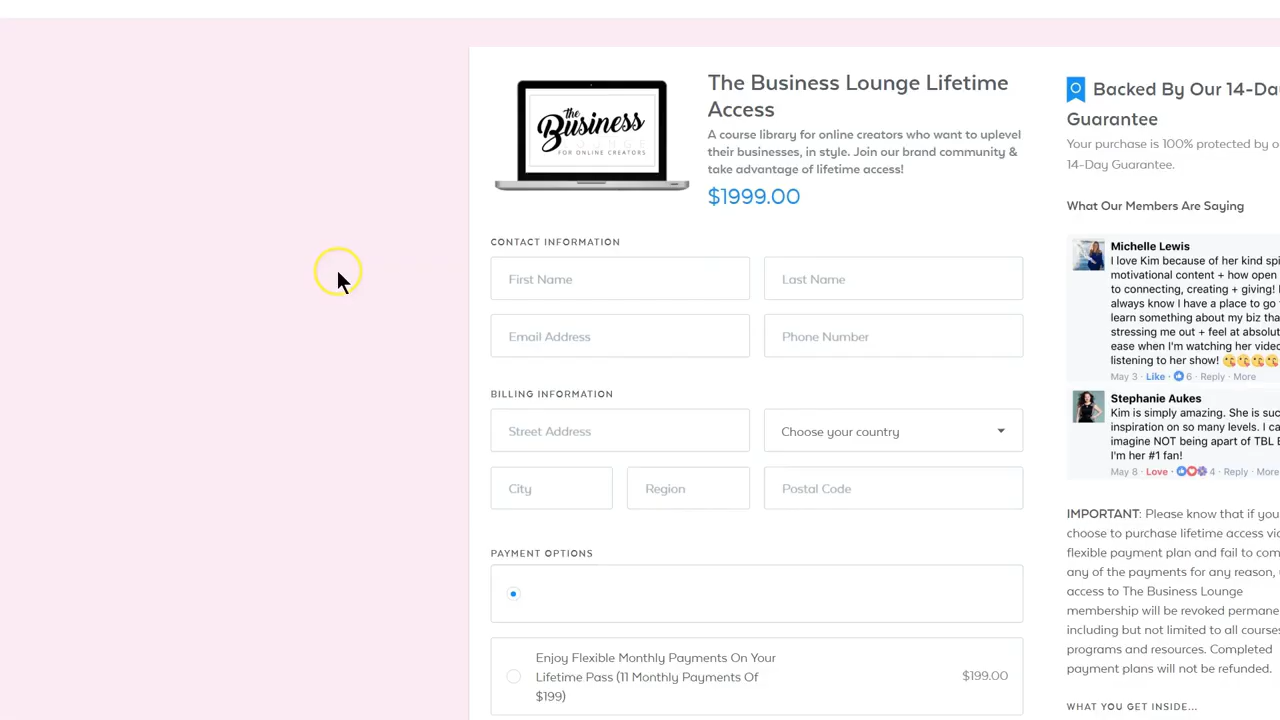 the
Business
LOUNGE
FOR ONLINE CREATORS
The Business Lounge Lifetime
Access
A course library for online creators who want to uplevel
their businesses, in style. Join our brand community &
take advantage of lifetime access!
$1999.00
CONTACT INFORMATION
First Name
Last Name
Email Address
Phone Number
BILLING INFORMATION
Street Address
Choose your country
City
Region
Postal Code
PAYMENT OPTIONS
Enjoy Flexible Monthly Payments On Your
Lifetime Pass (11 Monthly Payments Of
$199)
$199.00
Backed By Our 14-Da
Guarantee
Your purchase is 100% protected by o
14-Day Guarantee.
What Our Members Are Saying
Michelle Lewis
I love Kim because of her kind spi
motivational content + how open
to connecting, creating + giving! I
always know I have a place to go
learn something about my biz tha
stressing me out + feel at absolut
ease when I'm watching her video
listening to her show! 😘😘😘😘
May 3 · Like · 6 · Reply · More
Stephanie Aukes
Kim is simply amazing. She is suc
inspiration on so many levels. I ca
imagine NOT being apart of TBL B
I'm her #1 fan!
May 8 · Love · 4 · Reply · More
IMPORTANT: Please know that if you
choose to purchase lifetime access via
flexible payment plan and fail to com
any of the payments for any reason,
access to The Business Lounge
membership will be revoked permane
including but not limited to all courses
programs and resources. Completed
payment plans will not be refunded.
WHAT YOU GET INSIDE...